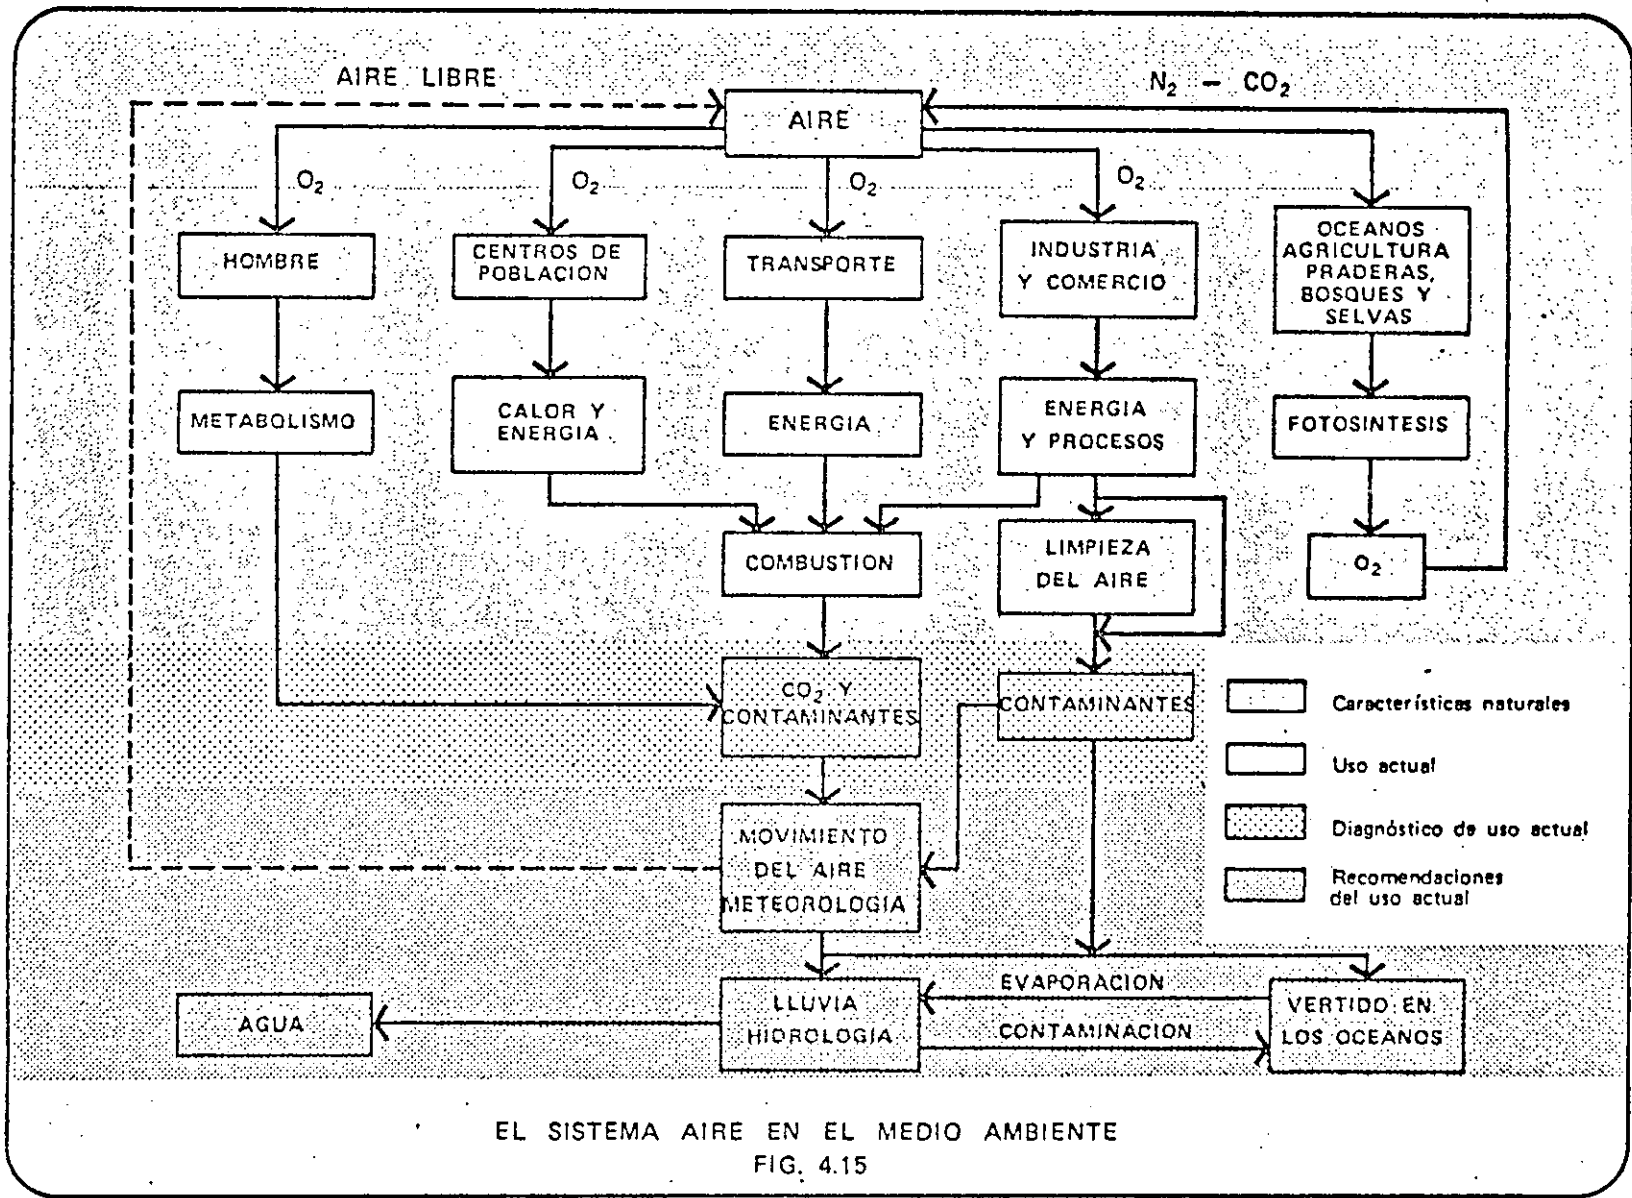 AIRE LIBRE
N₂ – CO₂
AIRE
O₂
O₂
O₂
O₂
HOMBRE
CENTROS DE
POBLACION
TRANSPORTE
INDUSTRIA
Y COMERCIO
OCEANOS
AGRICULTURA
PRADERAS,
BOSQUES Y
SELVAS
METABOLISMO
CALOR Y
ENERGIA
ENERGIA
ENERGIA
Y PROCESOS
FOTOSINTESIS
COMBUSTION
LIMPIEZA
DEL AIRE
O₂
CO₂ Y
CONTAMINANTES
CONTAMINANTES
Características naturales
Uso actual
Diagnóstico de uso actual
Recomendaciones
del uso actual
MOVIMIENTO
DEL AIRE
METEOROLOGIA
EVAPORACION
AGUA
LLUVIA
HIDROLOGIA
CONTAMINACION
VERTIDO EN
LOS OCEANOS
EL SISTEMA AIRE EN EL MEDIO AMBIENTE
FIG. 4.15